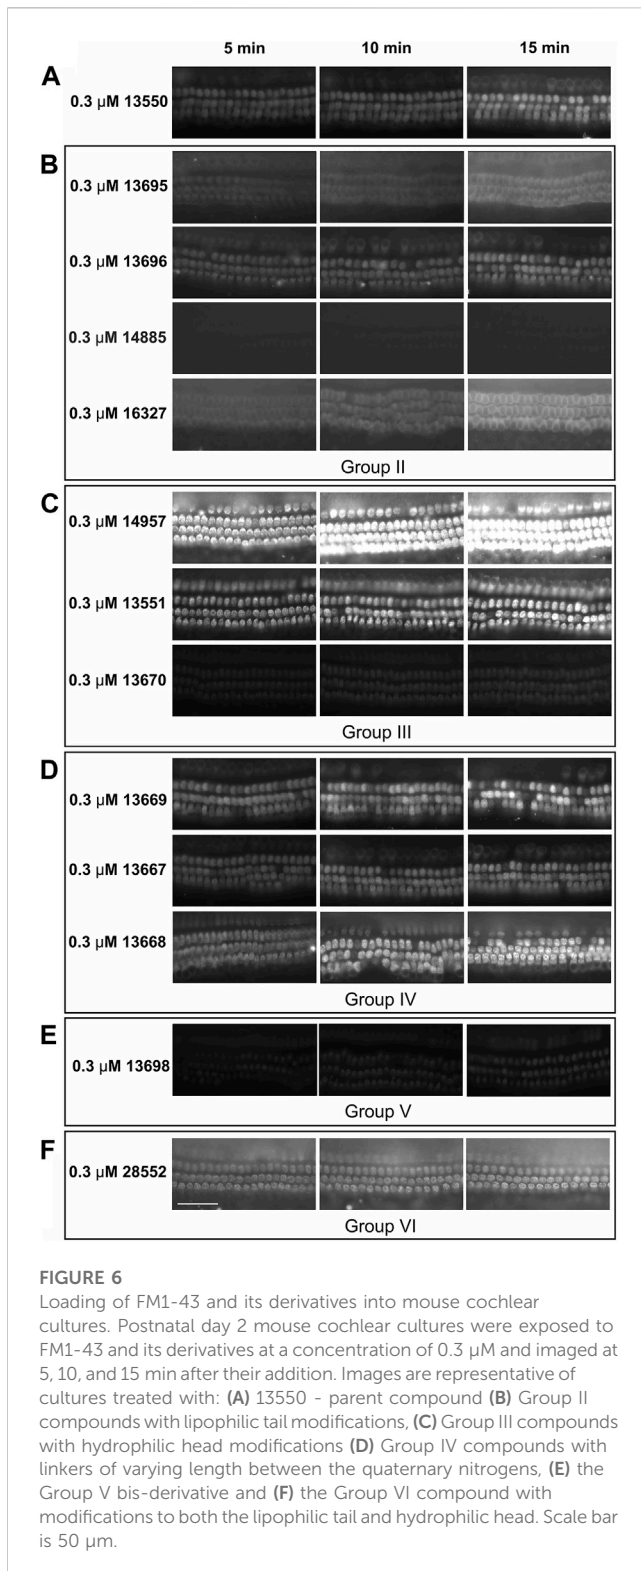 5 min 10 min 15 min
A
0.3 µM 13550
B
0.3 µM 13695
0.3 µM 13696
0.3 µM 14885
0.3 µM 16327
Group II
C
0.3 µM 14957
0.3 µM 13551
0.3 µM 13670
Group III
D
0.3 µM 13669
0.3 µM 13667
0.3 µM 13668
Group IV
E
0.3 µM 13698
Group V
F
0.3 µM 28552
Group VI
FIGURE 6
Loading of FM1-43 and its derivatives into mouse cochlear
cultures. Postnatal day 2 mouse cochlear cultures were exposed to
FM1-43 and its derivatives at a concentration of 0.3 µM and imaged at
5, 10, and 15 min after their addition. Images are representative of
cultures treated with: (A) 13550 - parent compound (B) Group II
compounds with lipophilic tail modifications, (C) Group III compounds
with hydrophilic head modifications (D) Group IV compounds with
linkers of varying length between the quaternary nitrogens, (E) the
Group V bis-derivative and (F) the Group VI compound with
modifications to both the lipophilic tail and hydrophilic head. Scale bar
is 50 µm.